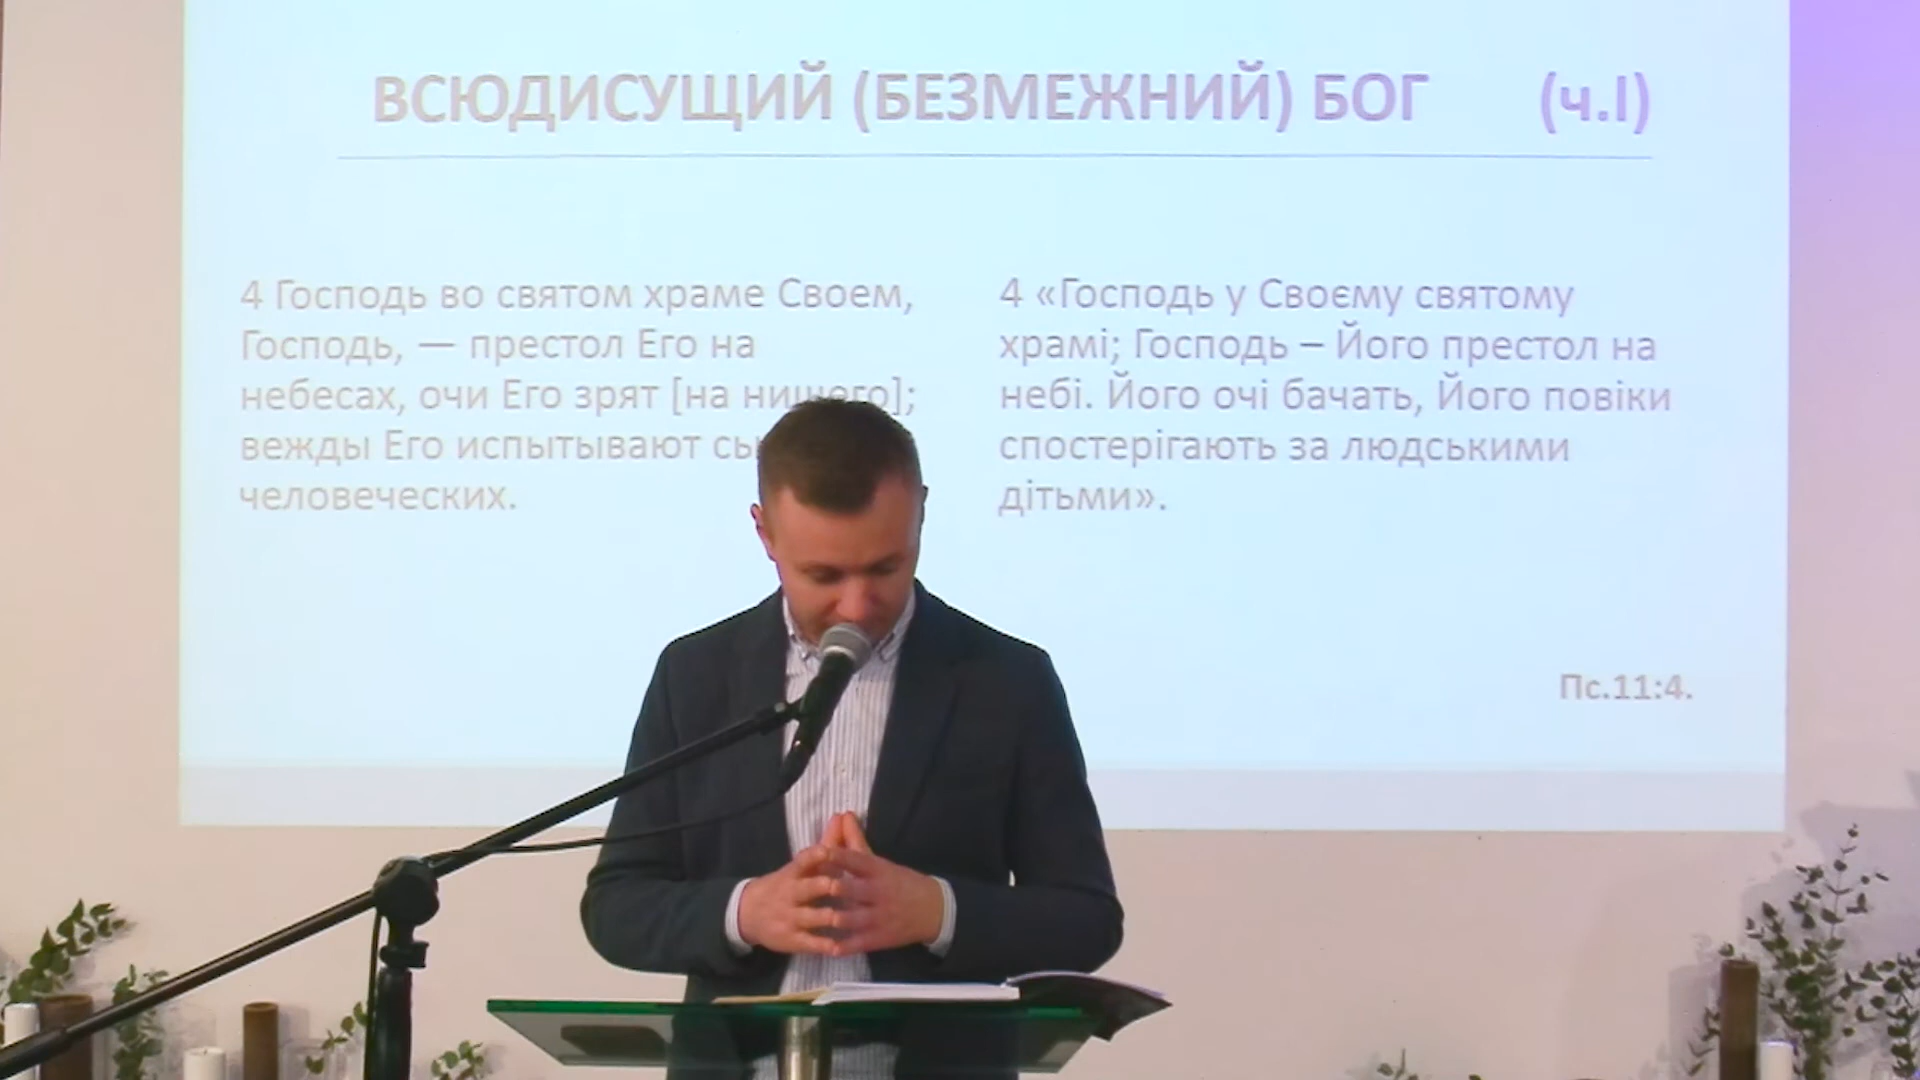 ВСЮДИСУЩИЙ (БЕЗМЕЖНИЙ) БОГ (ч.І)
4 Господь во святом храме Своем,
Господь, — престол Его на
небесах, очи Его зрят [на нищего];
вежды Его испытывают
человеческих.
4 «Господь у Своєму святому
храмі; Господь – Його престол на
небі. Його очі бачать, Його повіки
спостерігають за людськими
дітьми».
Пс.11:4.